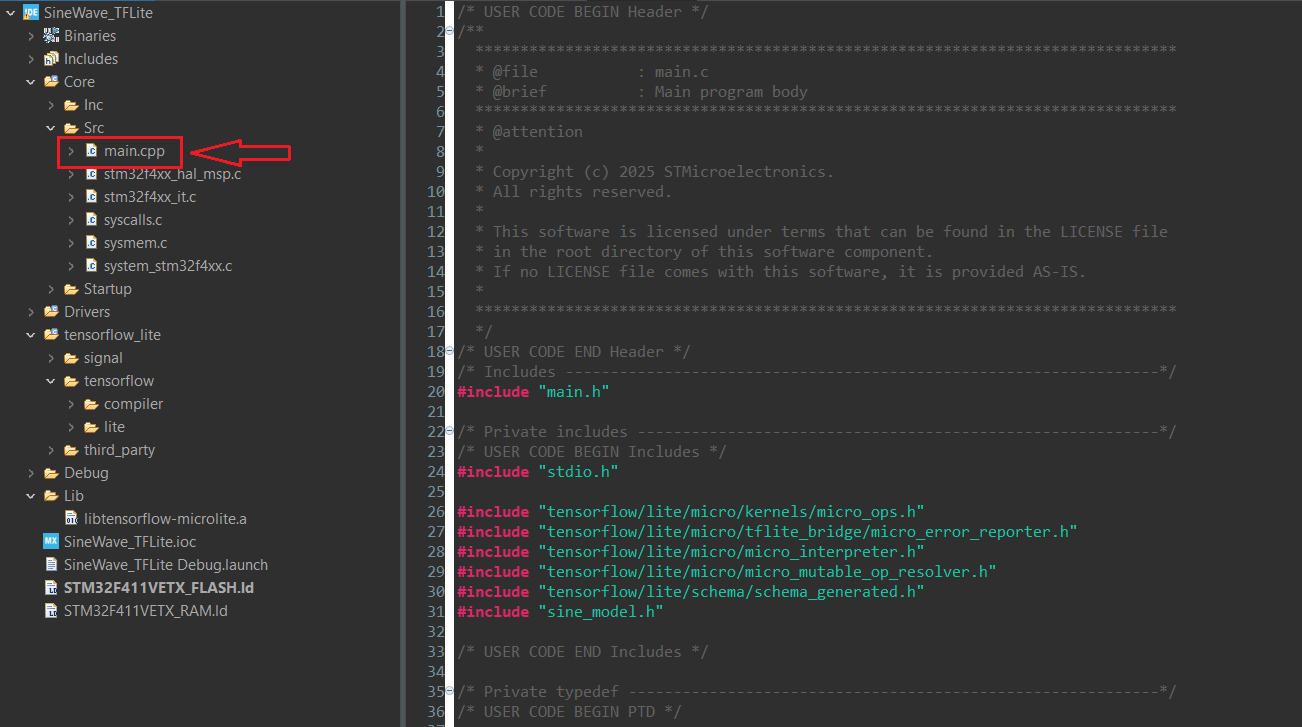 SineWave_TFLite
Binaries
Includes
Core
Inc
Src
main.cpp
stm32f4xx_hal_msp.c
stm32f4xx_it.c
syscalls.c
sysmem.c
system_stm32f4xx.c
Startup
Drivers
tensorflow_lite
signal
tensorflow
compiler
lite
third_party
Debug
Lib
libtensorflow-microlite.a
SineWave_TFLite.ioc
SineWave_TFLite Debug.launch
STM32F411VETX_FLASH.ld
STM32F411VETX_RAM.ld
1 /* USER CODE BEGIN Header */
2 /**
3 ******************************************************************************
4 * @file : main.c
5 * @brief : Main program body
6 ******************************************************************************
7 * @attention
8 *
9 * Copyright (c) 2025 STMicroelectronics.
10 * All rights reserved.
11 *
12 * This software is licensed under terms that can be found in the LICENSE file
13 * in the root directory of this software component.
14 * If no LICENSE file comes with this software, it is provided AS-IS.
15 *
16 ******************************************************************************
17 */
18 /* USER CODE END Header */
19 /* Includes ------------------------------------------------------------------*/
20 #include "main.h"
21
22 /* Private includes ----------------------------------------------------------*/
23 /* USER CODE BEGIN Includes */
24 #include "stdio.h"
25
26 #include "tensorflow/lite/micro/kernels/micro_ops.h"
27 #include "tensorflow/lite/micro/tflite_bridge/micro_error_reporter.h"
28 #include "tensorflow/lite/micro/micro_interpreter.h"
29 #include "tensorflow/lite/micro/micro_mutable_op_resolver.h"
30 #include "tensorflow/lite/schema/schema_generated.h"
31 #include "sine_model.h"
32
33 /* USER CODE END Includes */
34
35 /* Private typedef -----------------------------------------------------------*/
36 /* USER CODE BEGIN PTD */